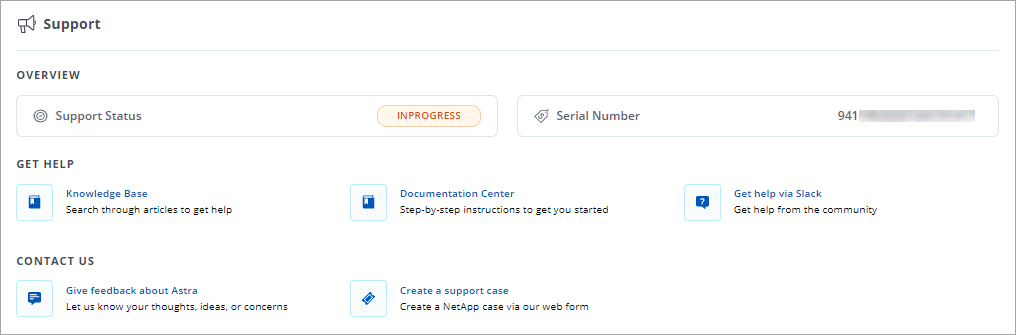 Support
OVERVIEW
Support Status INPROGRESS Serial Number 941
GET HELP
Knowledge Base Documentation Center Get help via Slack
Search through articles to get help Step-by-step instructions to get you started Get help from the community
CONTACT US
Give feedback about Astra Create a support case
Let us know your thoughts, ideas, or concerns Create a NetApp case via our web form